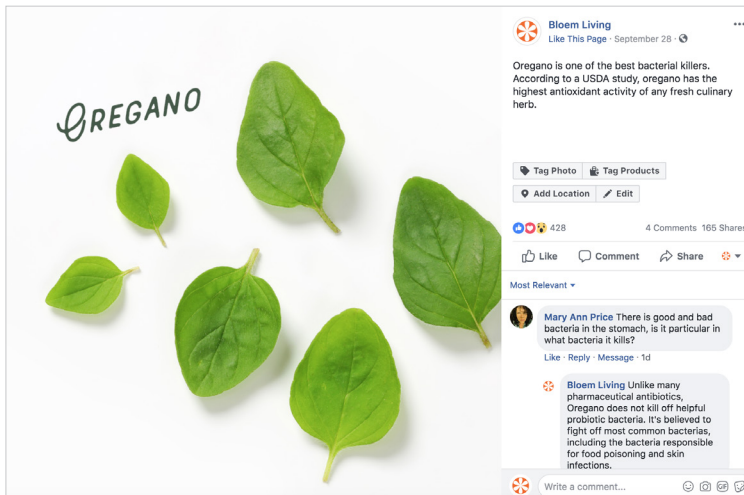 OREGANO
Bloem Living
Like This Page · September 28 ·
Oregano is one of the best bacterial killers.
According to a USDA study, oregano has the
highest antioxidant activity of any fresh culinary
herb.
Tag Photo Tag Products
Add Location Edit
428 4 Comments 165 Shares
Like Comment Share
Most Relevant
Mary Ann Price There is good and bad
bacteria in the stomach, is it particular in
what bacteria it kills?
Like · Reply · Message · 1d
Bloem Living Unlike many
pharmaceutical antibiotics,
Oregano does not kill off helpful
probiotic bacteria. It's believed to
fight off most common bacterias,
including the bacteria responsible
for food poisoning and skin
infections.
Write a comment...
GIF